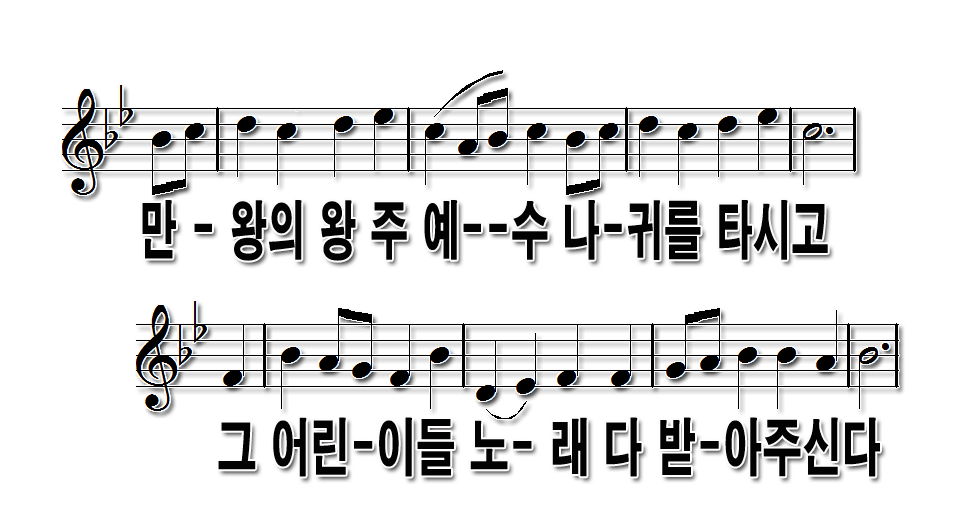 만 - 왕의 왕 주 예--수 나-귀를 타시고
그 어린-이들 노- 래 다 받-아주신다